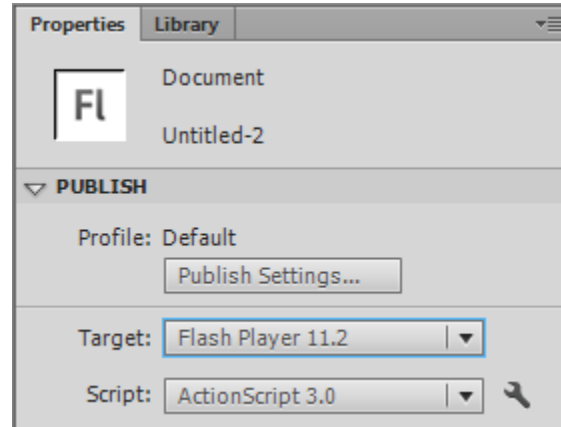 Properties Library
Fl
Document
Untitled-2
PUBLISH
Profile: Default
Publish Settings...
Target: Flash Player 11.2
Script: ActionScript 3.0